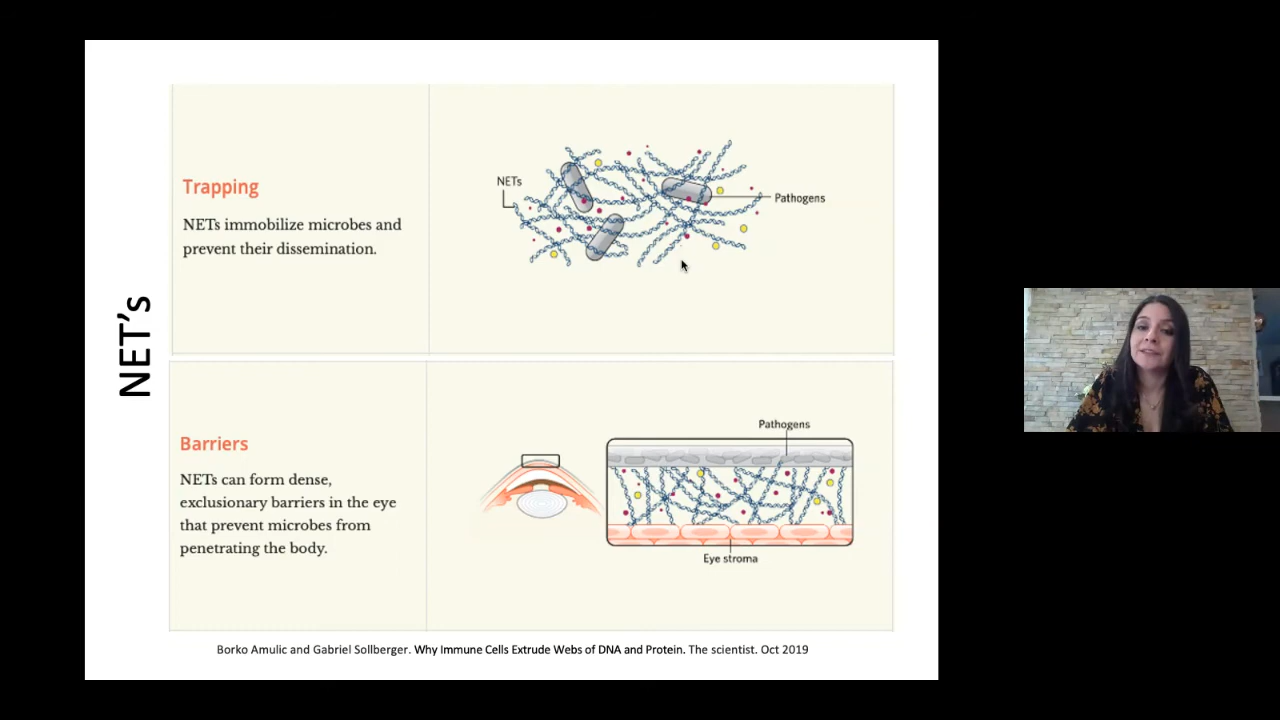 NET's
Trapping
NETs immobilize microbes and
prevent their dissemination.
NETs
Pathogens
Barriers
NETs can form dense,
exclusionary barriers in the eye
that prevent microbes from
penetrating the body.
Pathogens
Eye stroma
Borko Amulic and Gabriel Sollberger. Why Immune Cells Extrude Webs of DNA and Protein. The scientist. Oct 2019